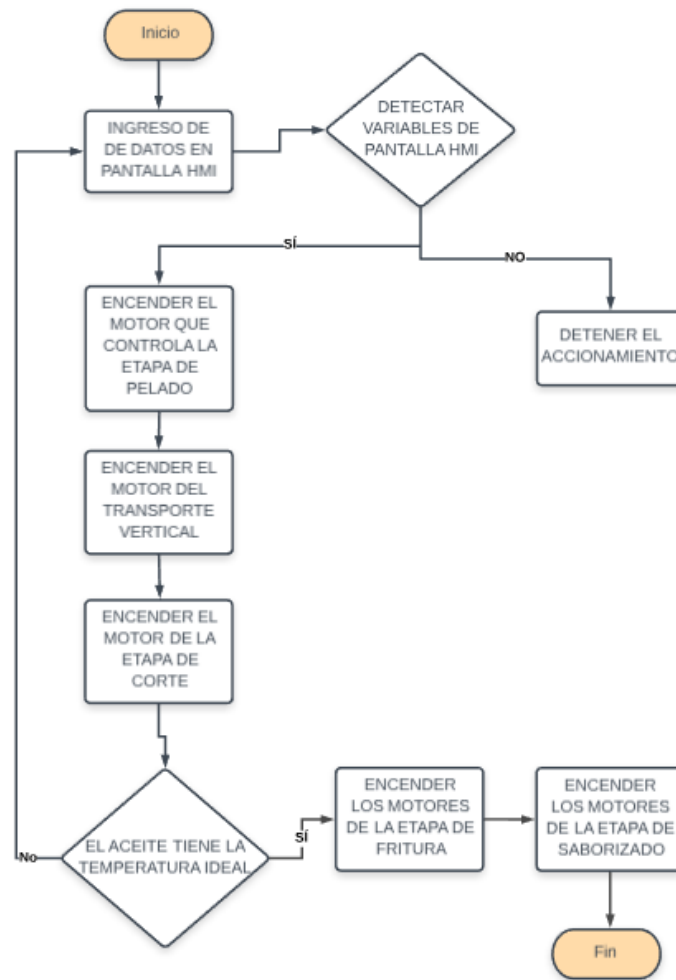 Inicio
INGRESO DE
DE DATOS EN
PANTALLA HMI
DETECTAR
VARIABLES DE
PANTALLA HMI
SÍ
NO
ENCENDER EL
MOTOR QUE
CONTROLA LA
ETAPA DE
PELADO
DETENER EL
ACCIONAMIENTO
ENCENDER EL
MOTOR DEL
TRANSPORTE
VERTICAL
ENCENDER EL
MOTOR DE LA
ETAPA DE
CORTE
EL ACEITE TIENE LA
TEMPERATURA IDEAL
No
SÍ
ENCENDER
LOS MOTORES
DE LA ETAPA DE
FRITURA
ENCENDER
LOS MOTORES
DE LA ETAPA DE
SABORIZADO
Fin